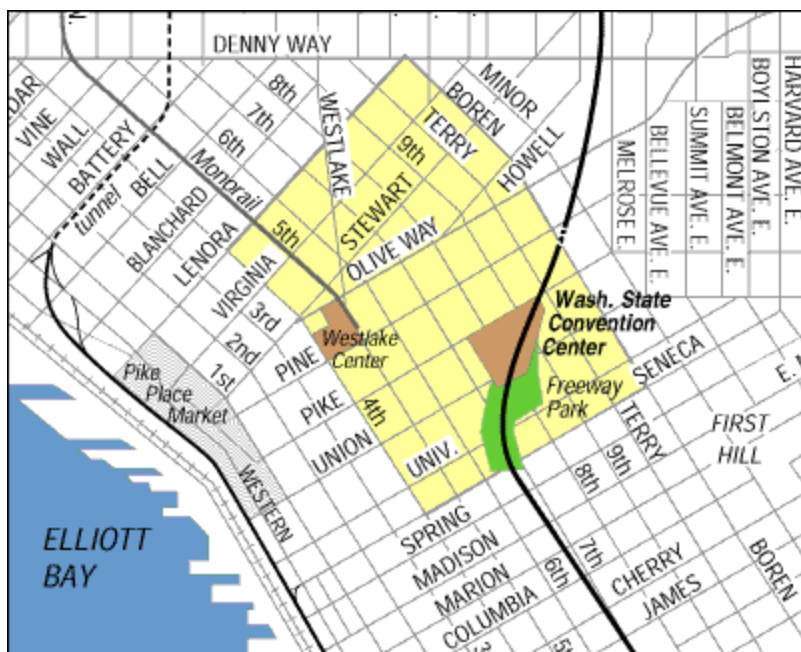 DENNY WAY
DAR
VINE
WALL
BATTERY
BELL
tunnel
BLANCHARD
LENORA
VIRGINIA
Monorail
8th
7th
6th
5th
WESTLAKE
MINOR
BOREN
TERRY
9th
HOWELL
STEWART
OLIVE WAY
MELROSE E.
BELLEVUE AVE. E.
SUMMIT AVE. E.
BELMONT AVE. E.
BOYLSTON AVE. E.
HARVARD AVE. E.
3rd
2nd
1st
Westlake
Center
Wash. State
Convention
Center
Freeway
Park
Pike
Place
Market
PINE
PIKE
UNION
4th
UNIV.
SENECA
E.
TERRY
9th
8th
7th
6th
FIRST
HILL
WESTERN
SPRING
MADISON
MARION
COLUMBIA
CHERRY
JAMES
BOREN
ELLIOTT
BAY